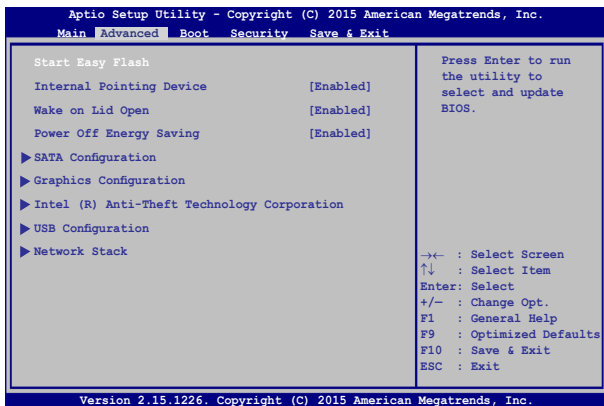 Aptio Setup Utility - Copyright (C) 2015 American Megatrends, Inc.
Main Advanced Boot Security Save & Exit
Start Easy Flash
Internal Pointing Device [Enabled]
Wake on Lid Open [Enabled]
Power Off Energy Saving [Enabled]
SATA Configuration
Graphics Configuration
Intel (R) Anti-Theft Technology Corporation
USB Configuration
Network Stack
Press Enter to run
the utility to
select and update
BIOS.
→← : Select Screen
↑↓ : Select Item
Enter: Select
+/— : Change Opt.
F1 : General Help
F9 : Optimized Defaults
F10 : Save & Exit
ESC : Exit
Version 2.15.1226. Copyright (C) 2015 American Megatrends, Inc.